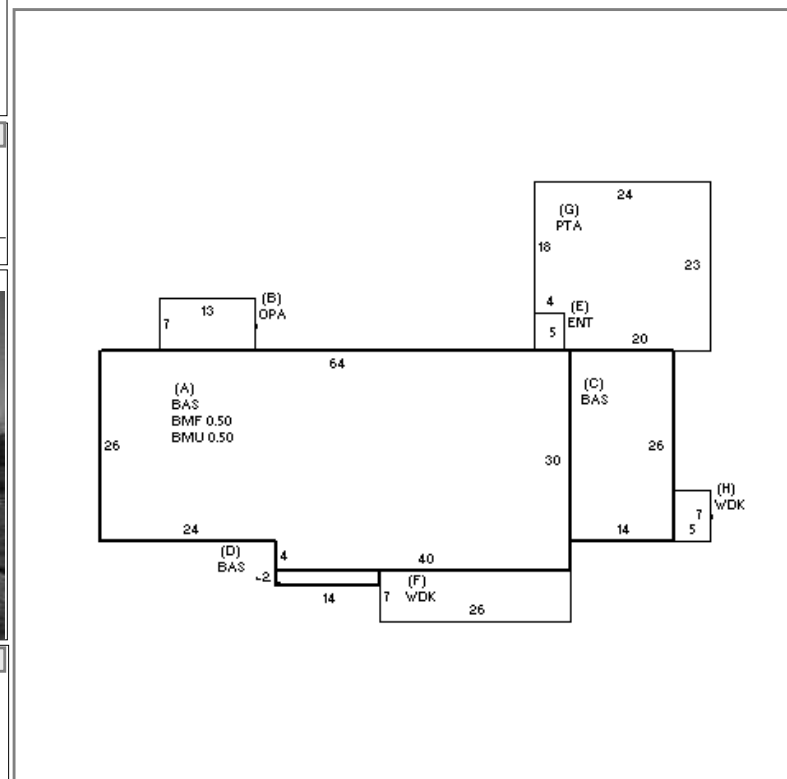 24
(G)
PTA
18
23
4
(E)
ENT
5
20
(B)
OPA
13
7
64
(A)
BAS
BMF 0.50
BMU 0.50
26
30
(C)
BAS
26
14
(H)
WDK
7
5
24
(D)
BAS
4
40
2
14
(F)
WDK
7
26